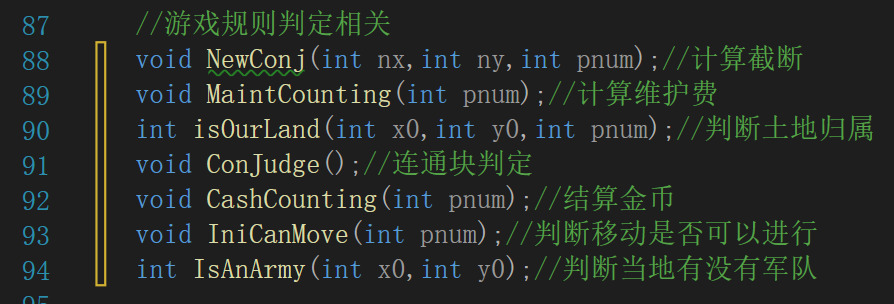 87 //游戏规则判定相关
88 void NewConj(int nx,int ny,int pnum);//计算截断
89 void MaintCounting(int pnum);//计算维护费
90 int isOurLand(int x0,int y0,int pnum);//判断土地归属
91 void ConJudge();//连通块判定
92 void CashCounting(int pnum);//结算金币
93 void IniCanMove(int pnum);//判断移动是否可以进行
94 int IsAnArmy(int x0,int y0);//判断当地有没有军队